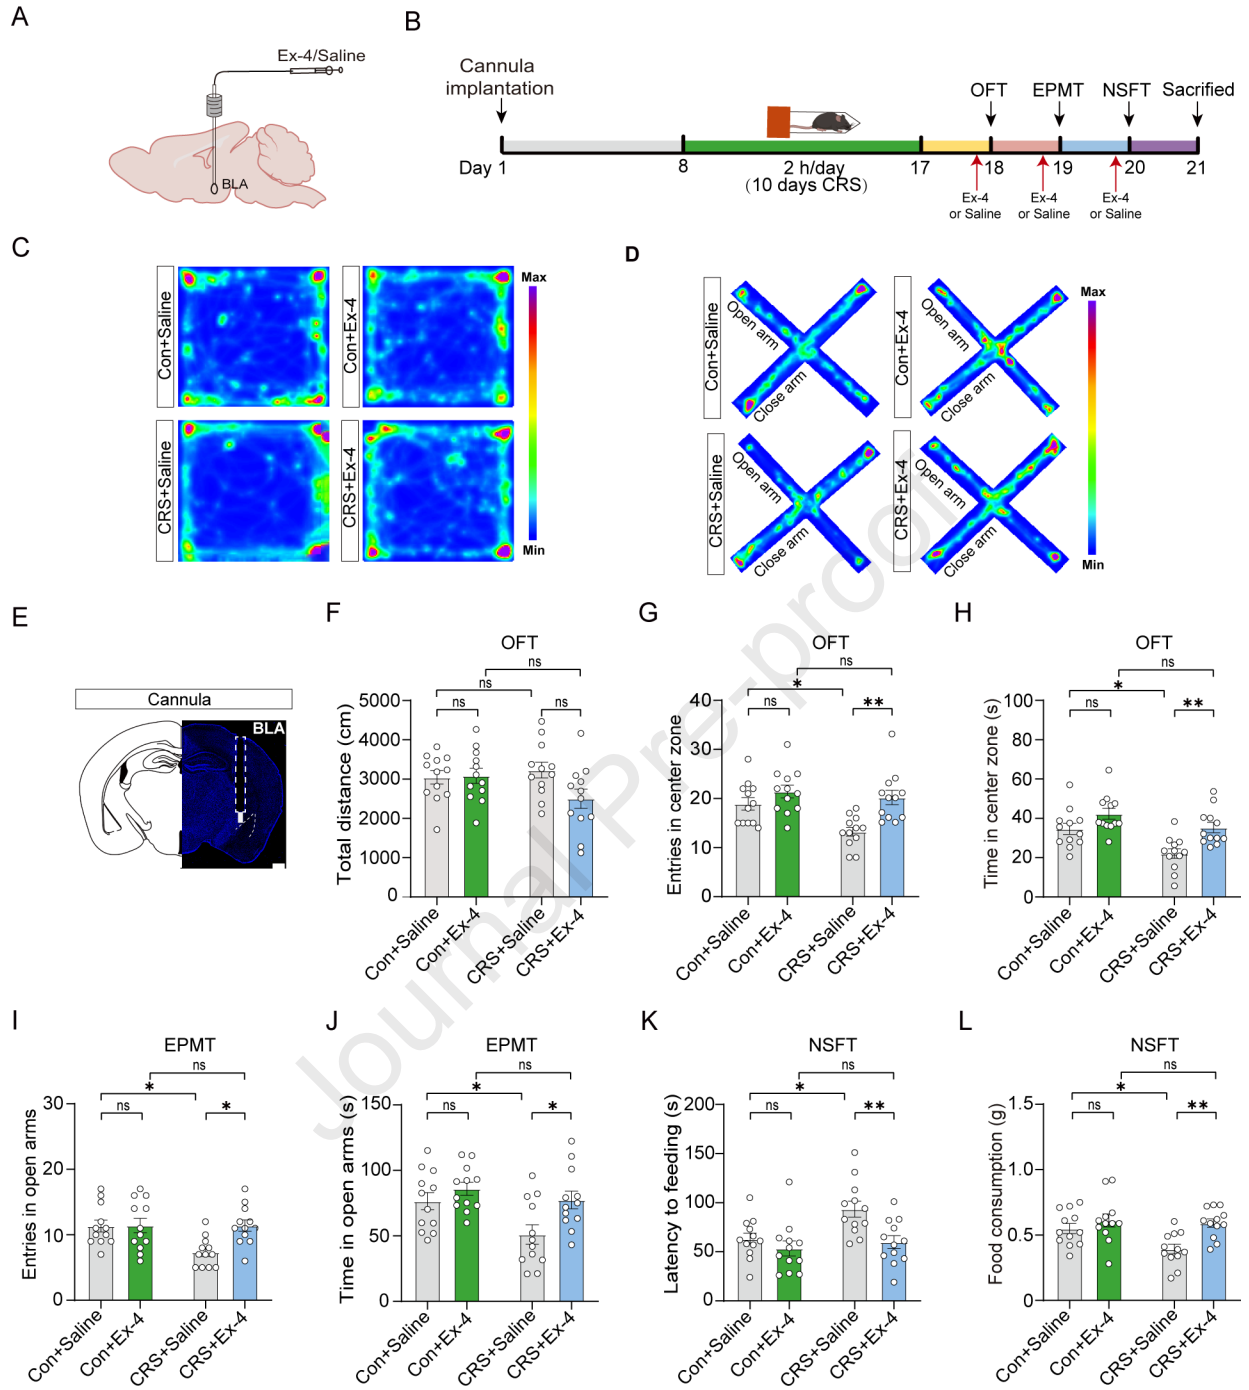 A
Ex-4/Saline
BLA
B
Cannula
implantation
OFT
EPMT
NSFT
Sacrified
Day 1
8
2 h/day
(10 days CRS)
17
18
19
20
21
Ex-4
or Saline
Ex-4
or Saline
Ex-4
or Saline
C
Con+Saline
Con+Ex-4
CRS+Saline
CRS+Ex-4
Max
Min
D
Con+Saline
Open arm
Close arm
Con+Ex-4
Open arm
Close arm
CRS+Saline
Open arm
Close arm
CRS+Ex-4
Open arm
Close arm
Max
Min
E
Cannula
BLA
F
OFT
ns
ns
ns
ns
Total distance (cm)
5000
4000
3000
2000
1000
0
Con+Saline
Con+Ex-4
CRS+Saline
CRS+Ex-4
G
OFT
ns
*
ns
**
Entries in center zone
40
30
20
10
0
Con+Saline
Con+Ex-4
CRS+Saline
CRS+Ex-4
H
OFT
ns
*
ns
**
Time in center zone (s)
100
80
60
40
20
0
Con+Saline
Con+Ex-4
CRS+Saline
CRS+Ex-4
I
EPMT
ns
*
ns
*
Entries in open arms
30
20
10
0
Con+Saline
Con+Ex-4
CRS+Saline
CRS+Ex-4
J
EPMT
ns
*
ns
*
Time in open arms (s)
150
100
50
0
Con+Saline
Con+Ex-4
CRS+Saline
CRS+Ex-4
K
NSFT
ns
*
ns
**
Latency to feeding (s)
200
150
100
50
0
Con+Saline
Con+Ex-4
CRS+Saline
CRS+Ex-4
L
NSFT
ns
*
ns
**
Food consumption (g)
1.5
1.0
0.5
0.0
Con+Saline
Con+Ex-4
CRS+Saline
CRS+Ex-4
Journal Pre-proof